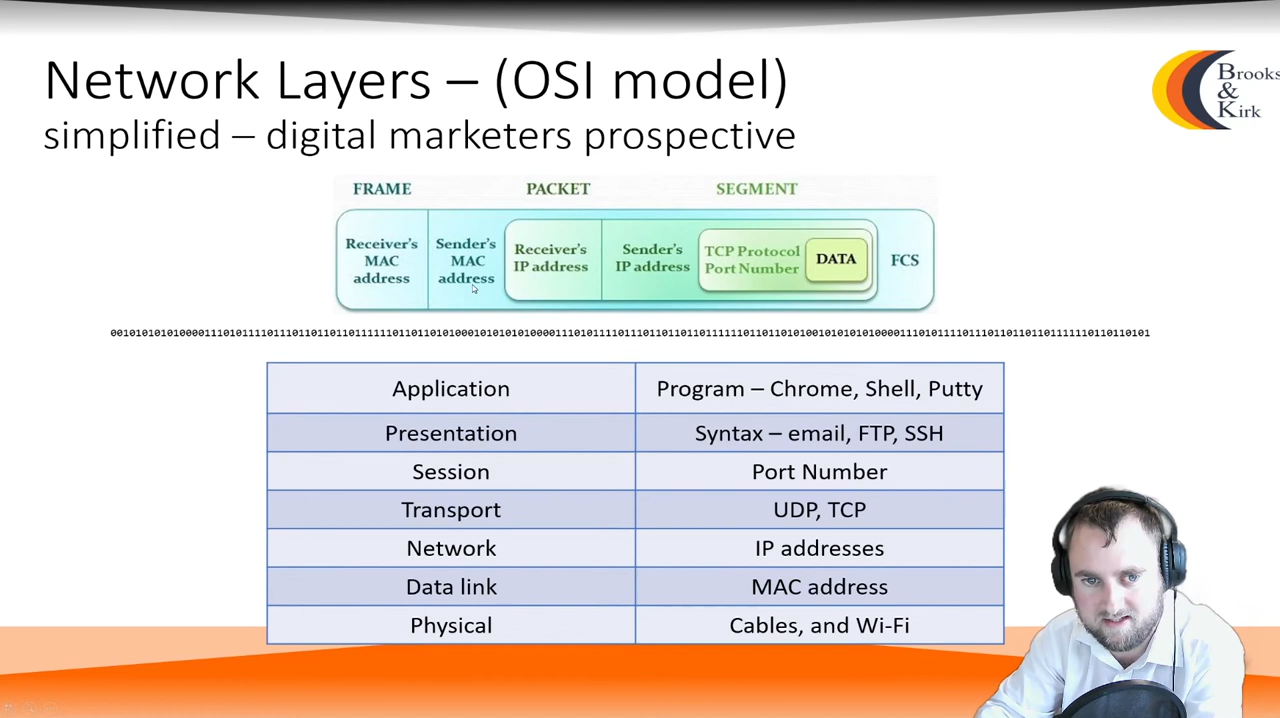 Network Layers – (OSI model)
simplified – digital marketers prospective
Brooks
&
Kirk
FRAME PACKET SEGMENT
Receiver's
MAC
address
Sender's
MAC
address
Receiver's
IP address
Sender's
IP address
TCP Protocol
Port Number
DATA
FCS
Application Program – Chrome, Shell, Putty
Presentation Syntax – email, FTP, SSH
Session Port Number
Transport UDP, TCP
Network IP addresses
Data link MAC address
Physical Cables, and Wi-Fi